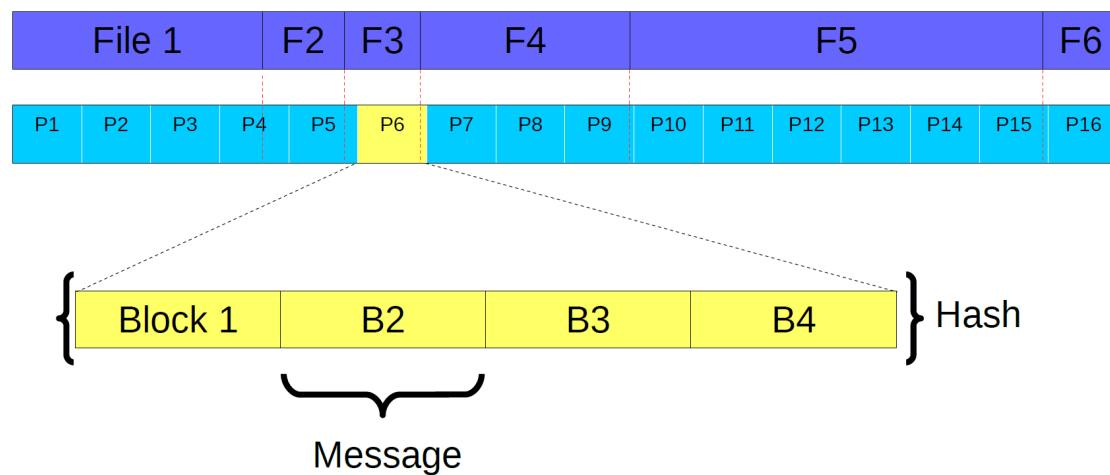 File 1 F2 F3 F4 F5 F6
P1 P2 P3 P4 P5 P6 P7 P8 P9 P10 P11 P12 P13 P14 P15 P16
Block 1 B2 B3 B4 Hash
Message